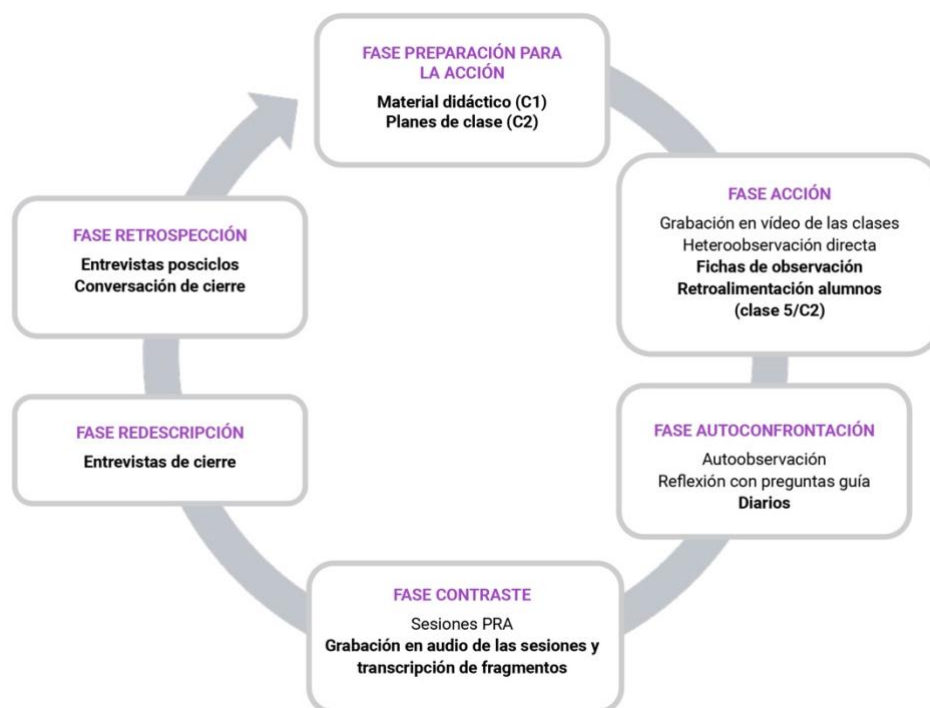 FASE PREPARACIÓN PARA
LA ACCIÓN
Material didáctico (C1)
Planes de clase (C2)
FASE ACCIÓN
Grabación en vídeo de las clases
Heteroobservación directa
Fichas de observación
Retroalimentación alumnos
(clase 5/C2)
FASE AUTOCONFRONTACIÓN
Autoobservación
Reflexión con preguntas guía
Diarios
FASE CONTRASTE
Sesiones PRA
Grabación en audio de las sesiones y
transcripción de fragmentos
FASE REDESCRIPCIÓN
Entrevistas de cierre
FASE RETROSPECCIÓN
Entrevistas posciclos
Conversación de cierre